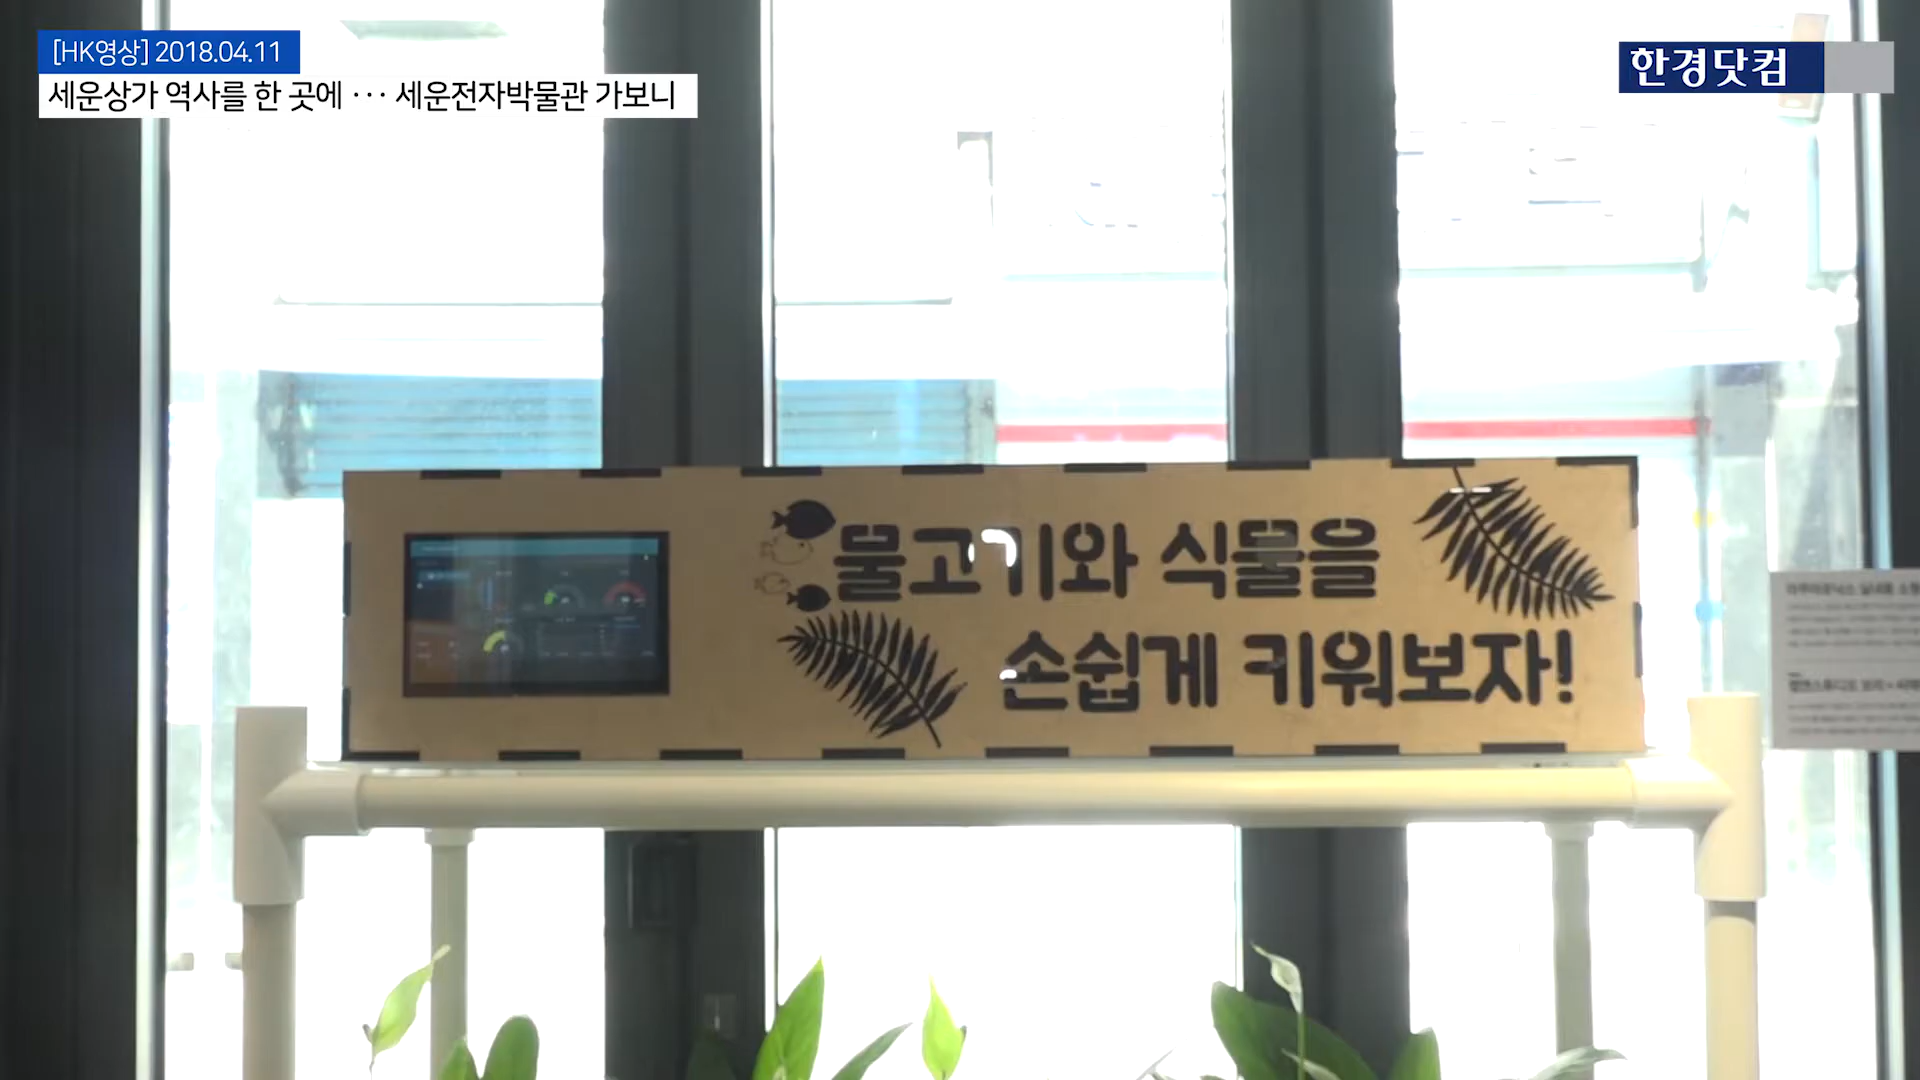 [HK영상] 2018.04.11
세운상가 역사를 한 곳에 ··· 세운전자박물관 가보니
한경닷컴
물고기와 식물을
손쉽게 키워보자!